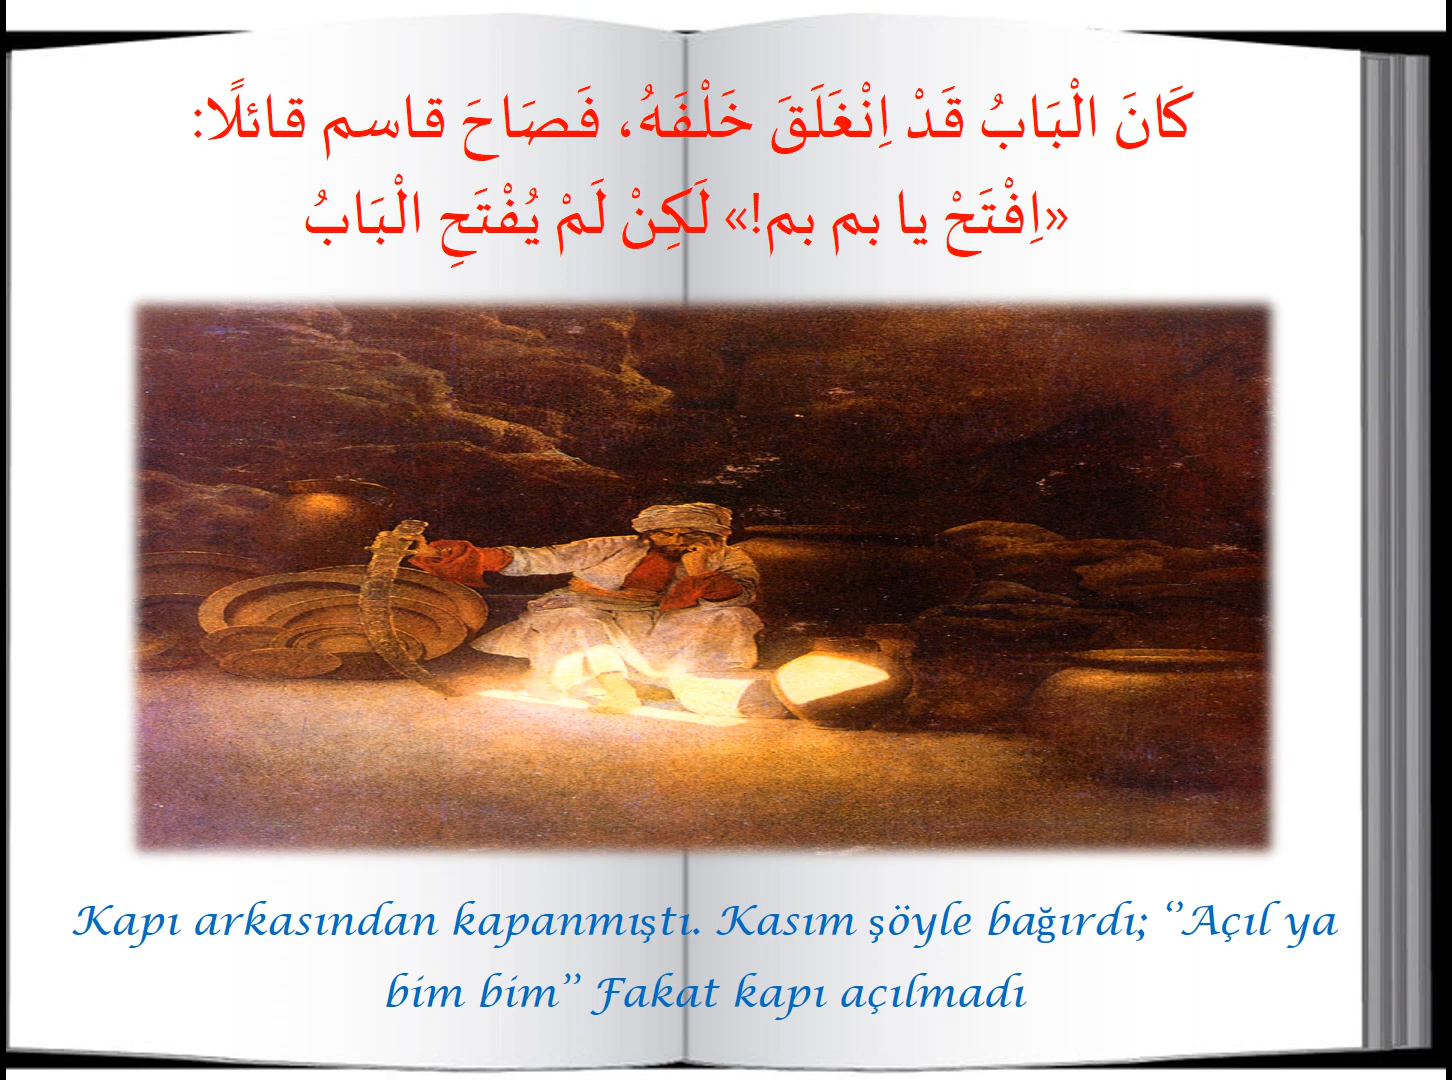 كَانَ الْبَابُ قَدْ اِنْغَلَقَ خَلْفَهُ، فَصَاحَ قاسم قائلًا:
«اِفْتَحْ يا بم بم!» لَكِنْ لَمْ يُفْتَحِ الْبَابُ
Kapı arkasından kapanmıştı. Kasım şöyle bağırdı; ‘’Açıl ya
bim bim’’ Fakat kapı açılmadı